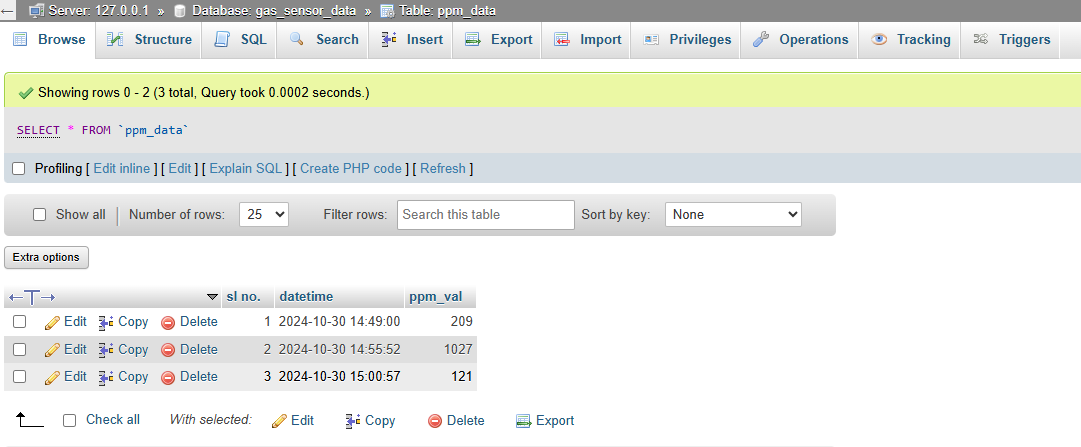 Server: 127.0.0.1 » Database: gas_sensor_data » Table: ppm_data
Browse Structure SQL Search Insert Export Import Privileges Operations Tracking Triggers
Showing rows 0 - 2 (3 total, Query took 0.0002 seconds.)
SELECT * FROM `ppm_data`
Profiling [ Edit inline ] [ Edit ] [ Explain SQL ] [ Create PHP code ] [ Refresh ]
Show all Number of rows: 25 Filter rows: Search this table Sort by key: None
Extra options
sl no. datetime ppm_val
Edit Copy Delete 1 2024-10-30 14:49:00 209
Edit Copy Delete 2 2024-10-30 14:55:52 1027
Edit Copy Delete 3 2024-10-30 15:00:57 121
Check all With selected: Edit Copy Delete Export